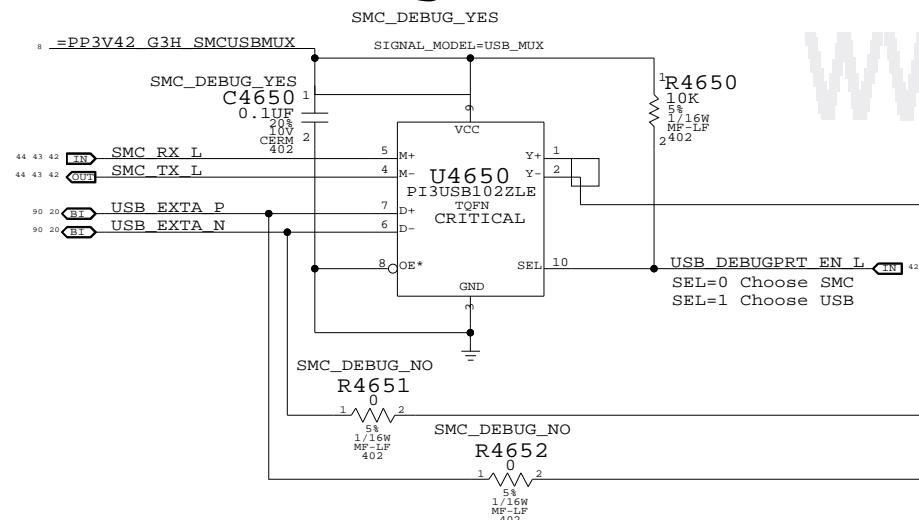 SMC_DEBUG_YES
8 =PP3V42_G3H_SMCUSBMUX
SIGNAL_MODEL=USB_MUX
SMC_DEBUG_YES
C4650
0.1UF
20%
10V
CERM
402
1
2
1
R4650
10K
5%
1/16W
MF-LF
402
2
9
VCC
44 43 42 IN SMC_RX_L 5 M+
44 43 42 OUT SMC_TX_L 4 M-
90 20 BI USB_EXTA_P 7 D+
90 20 BI USB_EXTA_N 6 D-
8 OE*
Y+ 1
Y- 2
U4650
PI3USB102ZLE
TQFN
CRITICAL
SEL 10
GND
3
USB_DEBUGPRT_EN_L IN 42
SEL=0 Choose SMC
SEL=1 Choose USB
SMC_DEBUG_NO
R4651
0
1 2
5%
1/16W
MF-LF
402
SMC_DEBUG_NO
R4652
0
1 2
5%
1/16W
MF-LF
402
W